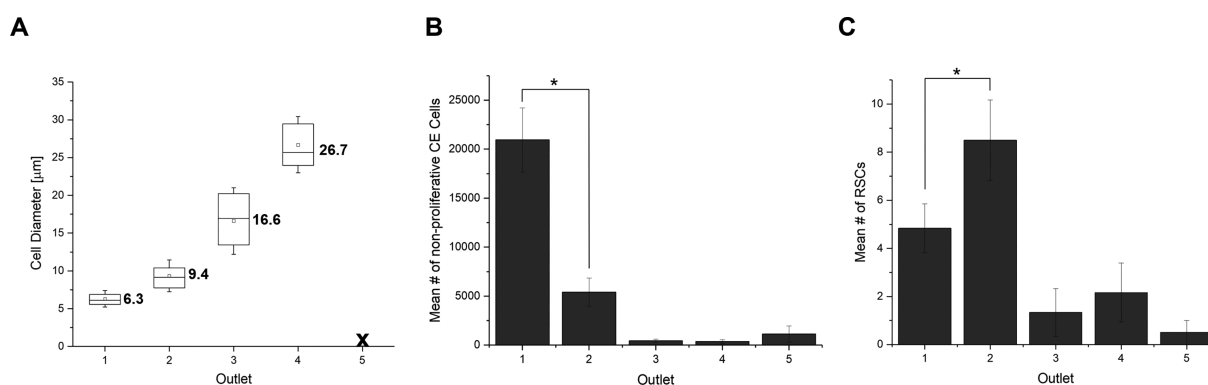 A
Cell Diameter [μm]
35
30
25
20
15
10
5
0
6.3
9.4
16.6
26.7
X
1 2 3 4 5
Outlet
B
Mean # of non-proliferative CE Cells
25000
20000
15000
10000
5000
0
*
1 2 3 4 5
Outlet
C
Mean # of RSCs
10
8
6
4
2
0
*
1 2 3 4 5
Outlet